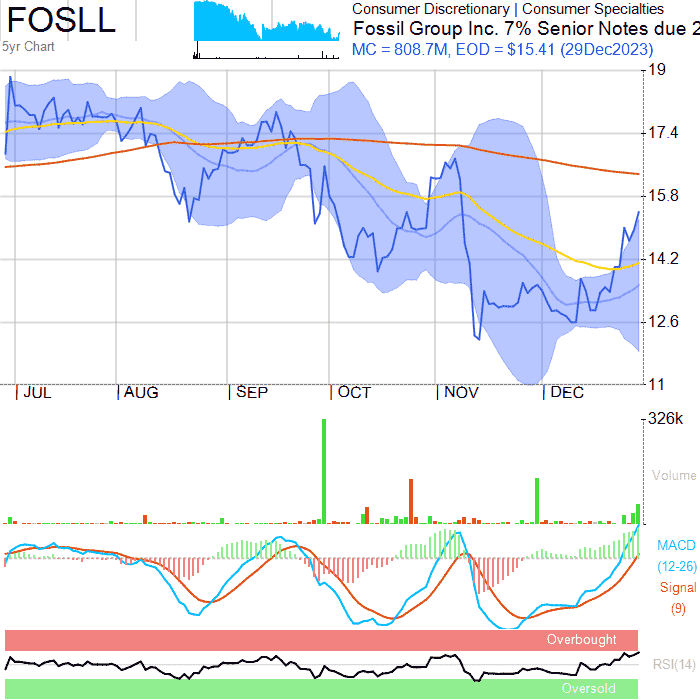 FOSLL
5yr Chart
Consumer Discretionary | Consumer Specialties
Fossil Group Inc. 7% Senior Notes due 2
MC = 808.7M, EOD = $15.41 (29Dec2023)
19
17.4
15.8
14.2
12.6
11
JUL AUG SEP OCT NOV DEC
326k
Volume
MACD
(12-26)
Signal
(9)
Overbought
RSI(14)
Oversold